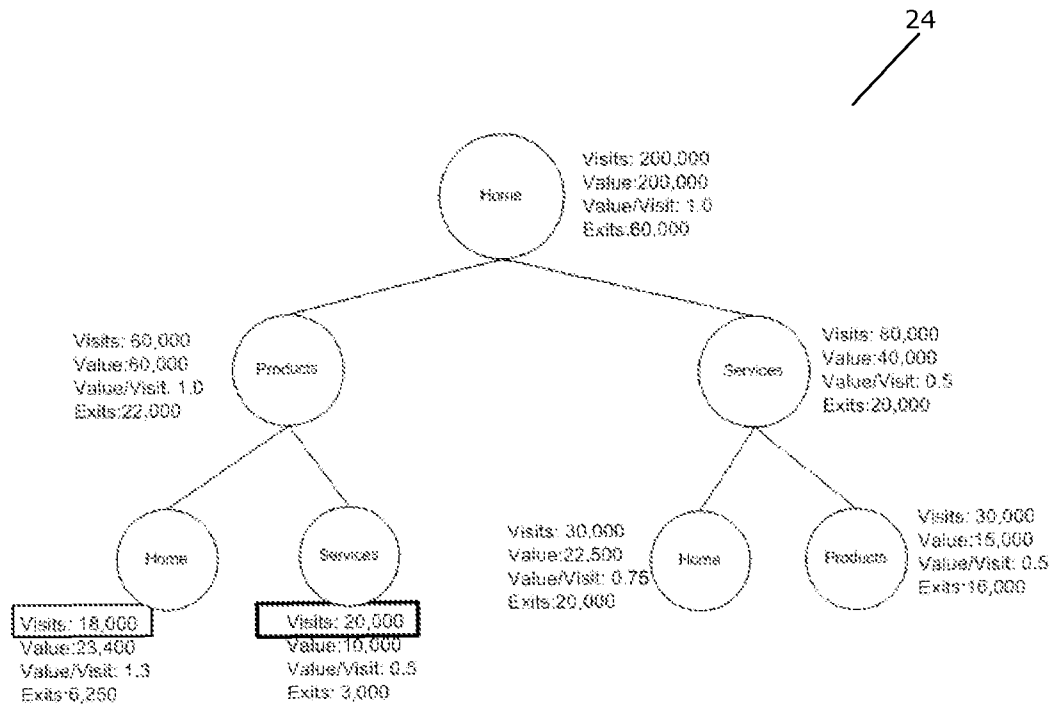 24
Home
Visits: 200,000
Value:200,000
Value/Visit: 1.0
Exits:60,000
Products
Visits: 60,000
Value:60,000
Value/Visit: 1.0
Exits:22,000
Services
Visits: 80,000
Value:40,000
Value/Visit: 0.5
Exits:20,000
Home
Visits: 18,000
Value:23,400
Value/Visit: 1.3
Exits:6,250
Services
Visits: 20,000
Value:10,000
Value/Visit: 0.5
Exits: 3,000
Home
Visits: 30,000
Value:22,500
Value/Visit: 0.75
Exits:20,000
Products
Visits: 30,000
Value:15,000
Value/Visit: 0.5
Exits:16,000